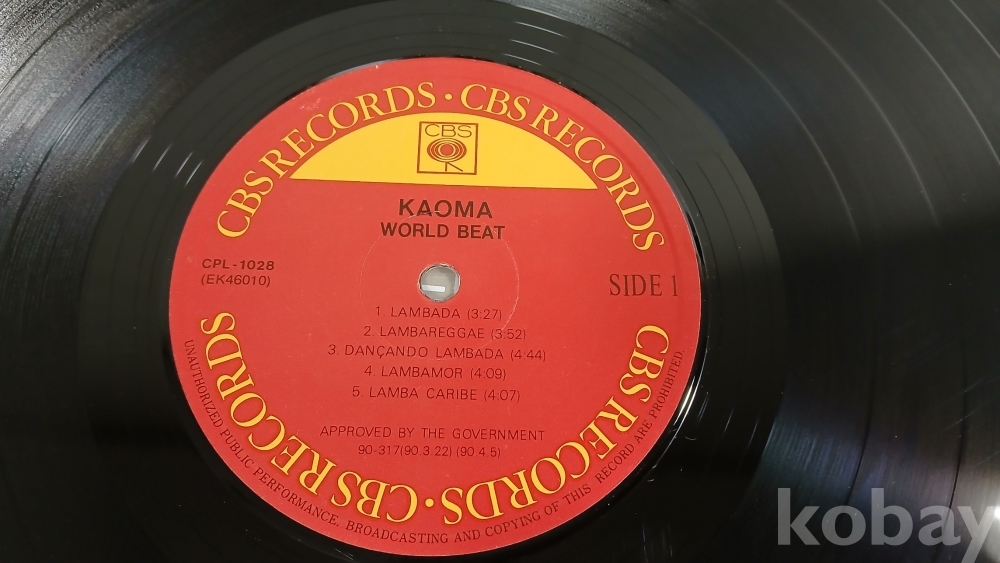 CBS RECORDS · CBS RECORDS
CBS
KAOMA
WORLD BEAT
CPL-1028
(EK46010)
SIDE 1
1. LAMBADA (3:27)
2. LAMBAREGGAE (3:52)
3. DANÇANDO LAMBADA (4:44)
4. LAMBAMOR (4:09)
5. LAMBA CARIBE (4:07)
APPROVED BY THE GOVERNMENT
90-317(90.3.22) (90.4.5)
CBS RECORDS · CBS RECORDS
UNAUTHORIZED PUBLIC PERFORMANCE, BROADCASTING AND COPYING OF THIS RECORD ARE PROHIBITED.
kobay